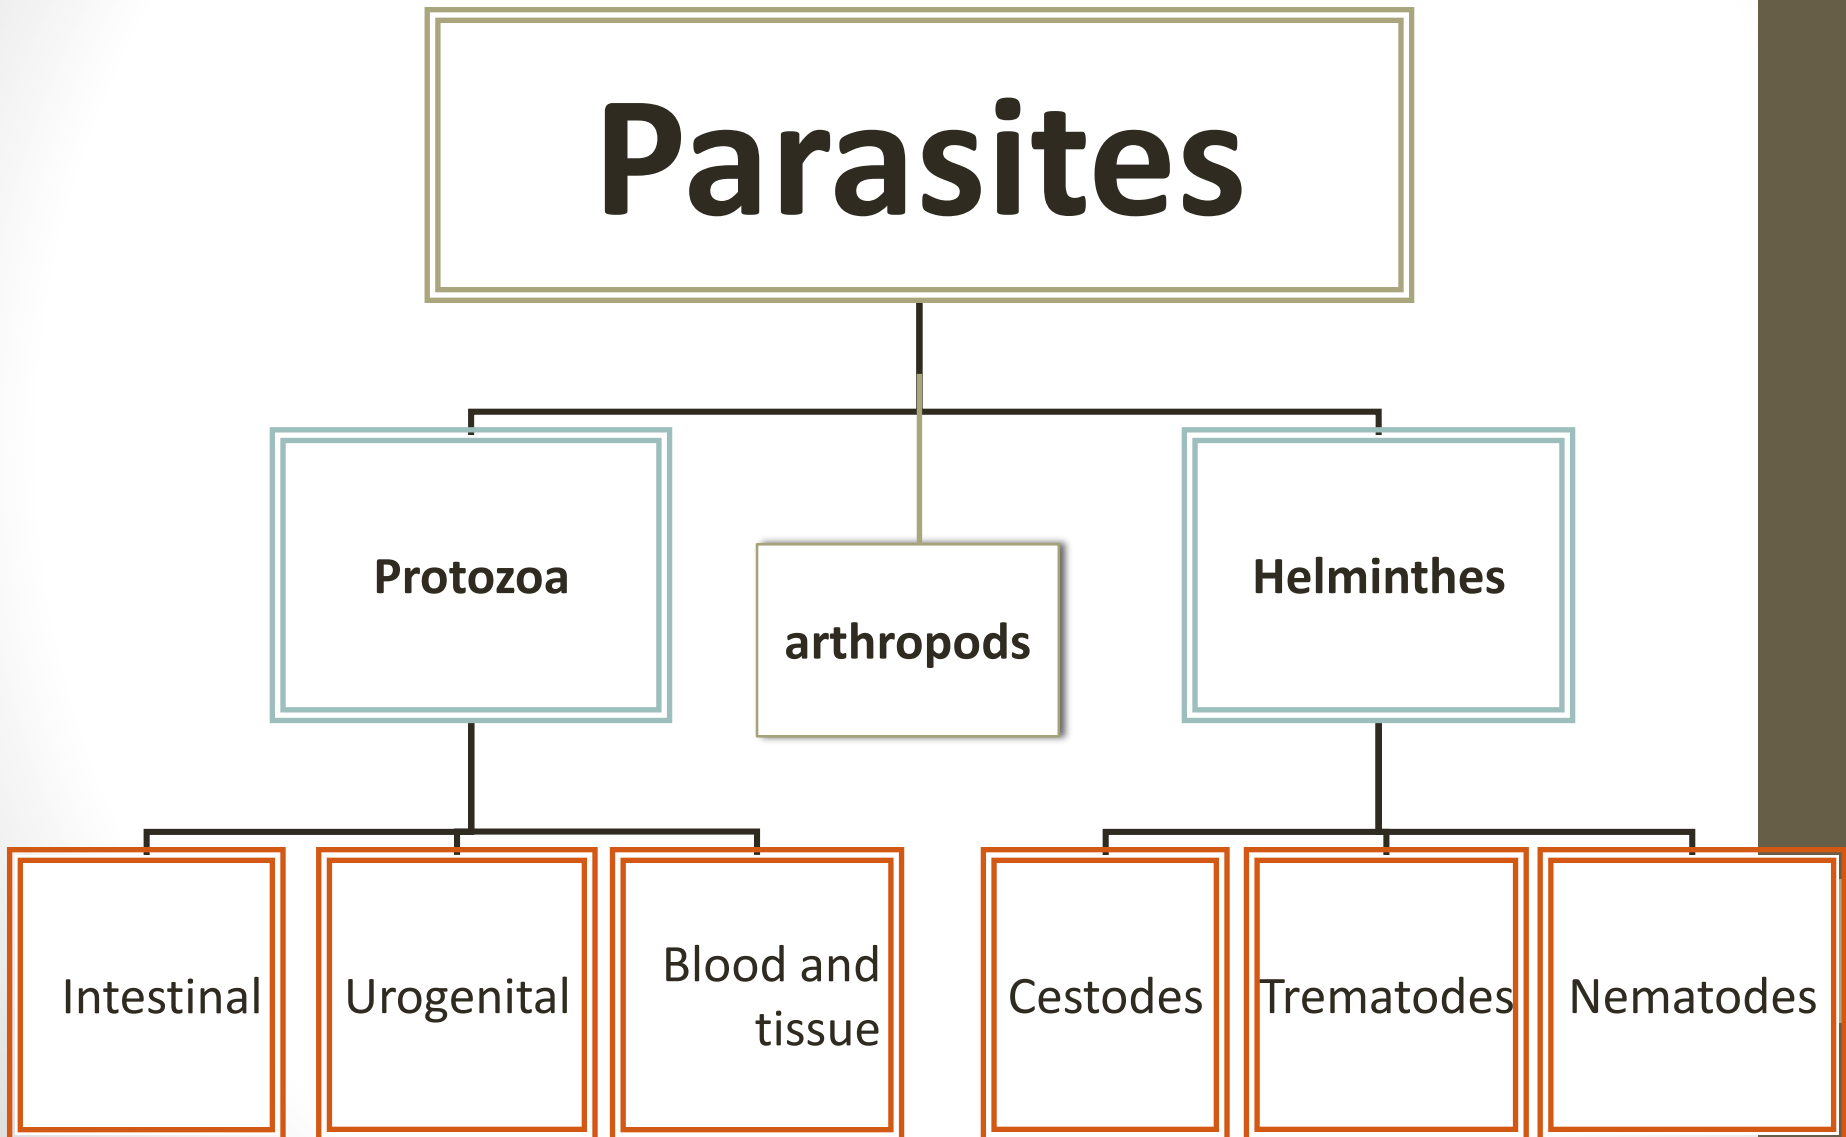 Parasites
Protozoa
arthropods
Helminthes
Intestinal
Urogenital
Blood and
tissue
Cestodes
Trematodes
Nematodes